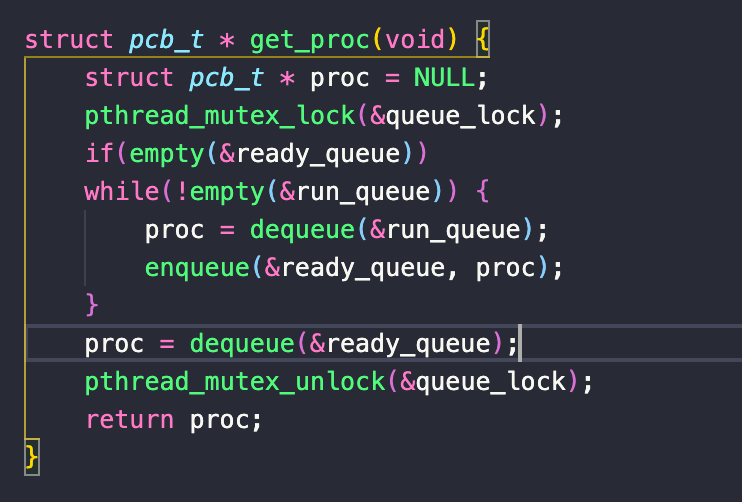 struct pcb_t * get_proc(void) {
    struct pcb_t * proc = NULL;
    pthread_mutex_lock(&queue_lock);
    if(empty(&ready_queue))
    while(!empty(&run_queue)) {
        proc = dequeue(&run_queue);
        enqueue(&ready_queue, proc);
    }
    proc = dequeue(&ready_queue);
    pthread_mutex_unlock(&queue_lock);
    return proc;
}